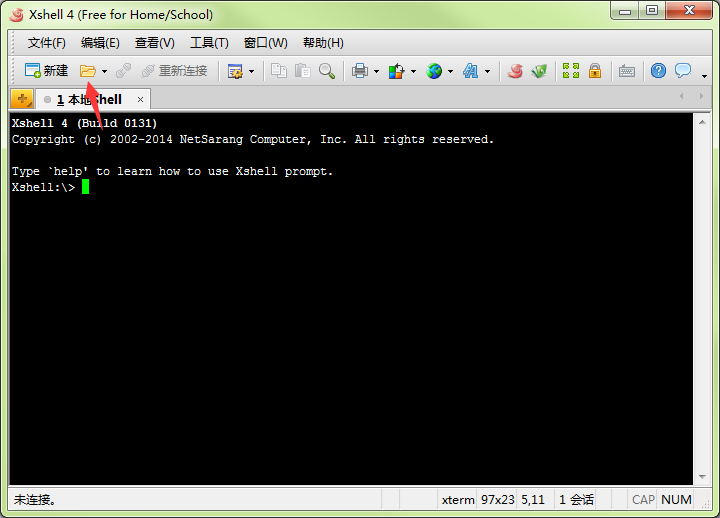 Xshell 4 (Free for Home/School)
文件(F) 编辑(E) 查看(V) 工具(T) 窗口(W) 帮助(H)
新建 重新连接
1 本地Shell
Xshell 4 (Build 0131)
Copyright (c) 2002-2014 NetSarang Computer, Inc. All rights reserved.
Type `help' to learn how to use Xshell prompt.
Xshell:\>
未连接。 xterm 97x23 5,11 1 会话 CAP NUM